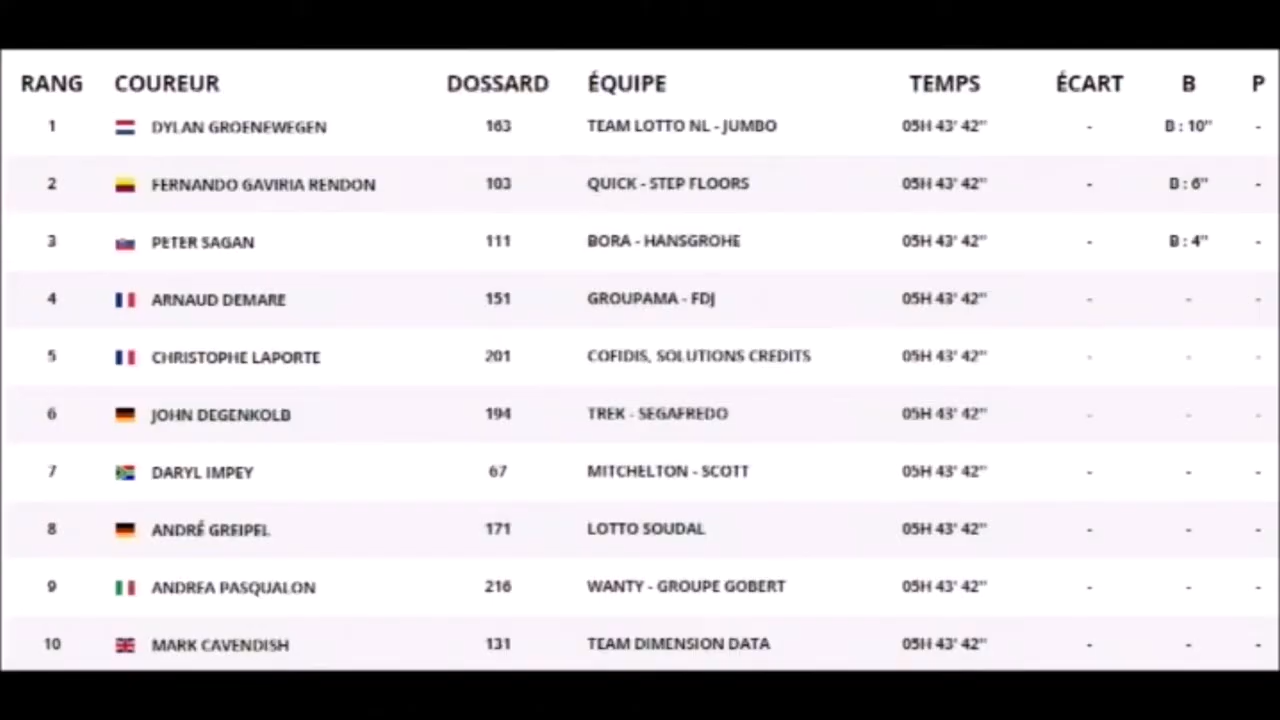 RANG COUREUR DOSSARD ÉQUIPE TEMPS ÉCART B P
1 DYLAN GROENEWEGEN 163 TEAM LOTTO NL - JUMBO 05H 43' 42'' - B : 10'' -
2 FERNANDO GAVIRIA RENDON 103 QUICK - STEP FLOORS 05H 43' 42'' - B : 6'' -
3 PETER SAGAN 111 BORA - HANSGROHE 05H 43' 42'' - B : 4'' -
4 ARNAUD DEMARE 151 GROUPAMA - FDJ 05H 43' 42'' - - -
5 CHRISTOPHE LAPORTE 201 COFIDIS, SOLUTIONS CREDITS 05H 43' 42'' - - -
6 JOHN DEGENKOLB 194 TREK - SEGAFREDO 05H 43' 42'' - - -
7 DARYL IMPEY 67 MITCHELTON - SCOTT 05H 43' 42'' - - -
8 ANDRÉ GREIPEL 171 LOTTO SOUDAL 05H 43' 42'' - - -
9 ANDREA PASQUALON 216 WANTY - GROUPE GOBERT 05H 43' 42'' - - -
10 MARK CAVENDISH 131 TEAM DIMENSION DATA 05H 43' 42'' - - -